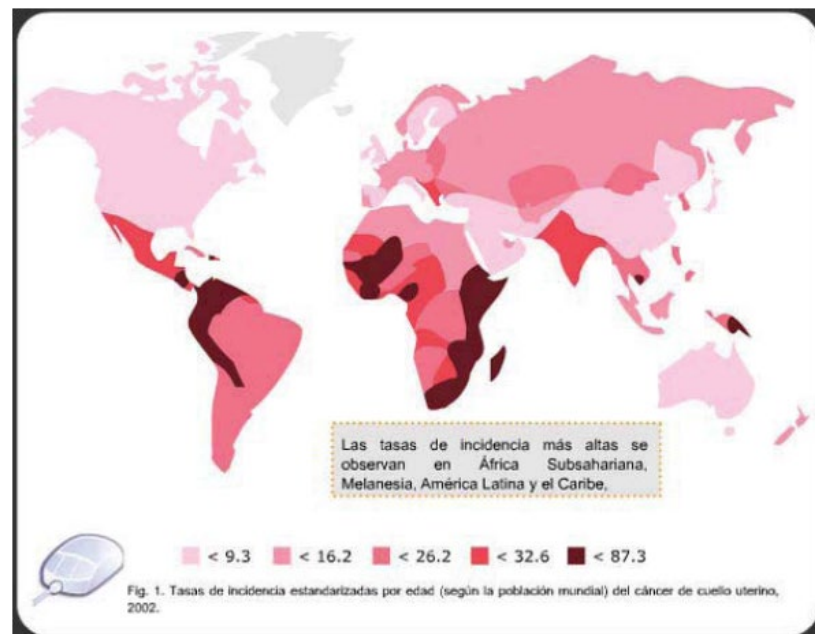 Las tasas de incidencia más altas se
observan en África Subsahariana,
Melanesia, América Latina y el Caribe,
< 9.3 < 16.2 < 26.2 < 32.6 < 87.3
Fig. 1. Tasas de incidencia estandarizadas por edad (según la población mundial) del cáncer de cuello uterino,
2002.